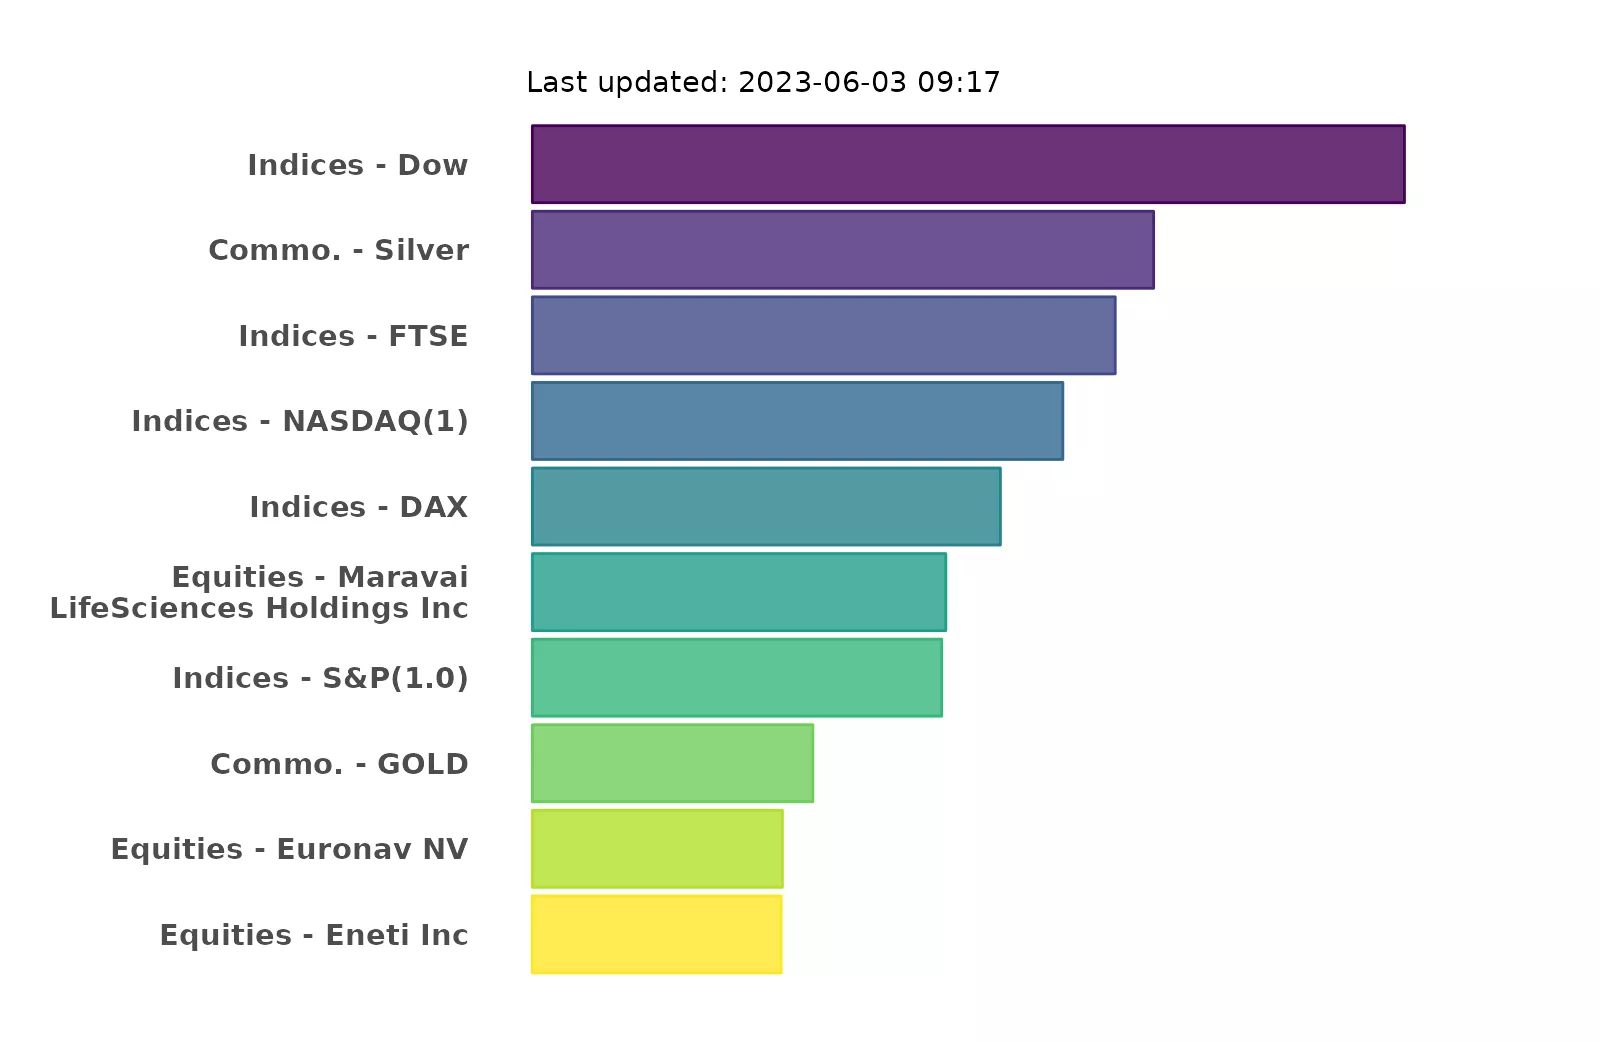 Last updated: 2023-06-03 09:17
Indices - Dow
Commo. - Silver
Indices - FTSE
Indices - NASDAQ(1)
Indices - DAX
Equities - Maravai
LifeSciences Holdings Inc
Indices - S&P(1.0)
Commo. - GOLD
Equities - Euronav NV
Equities - Eneti Inc